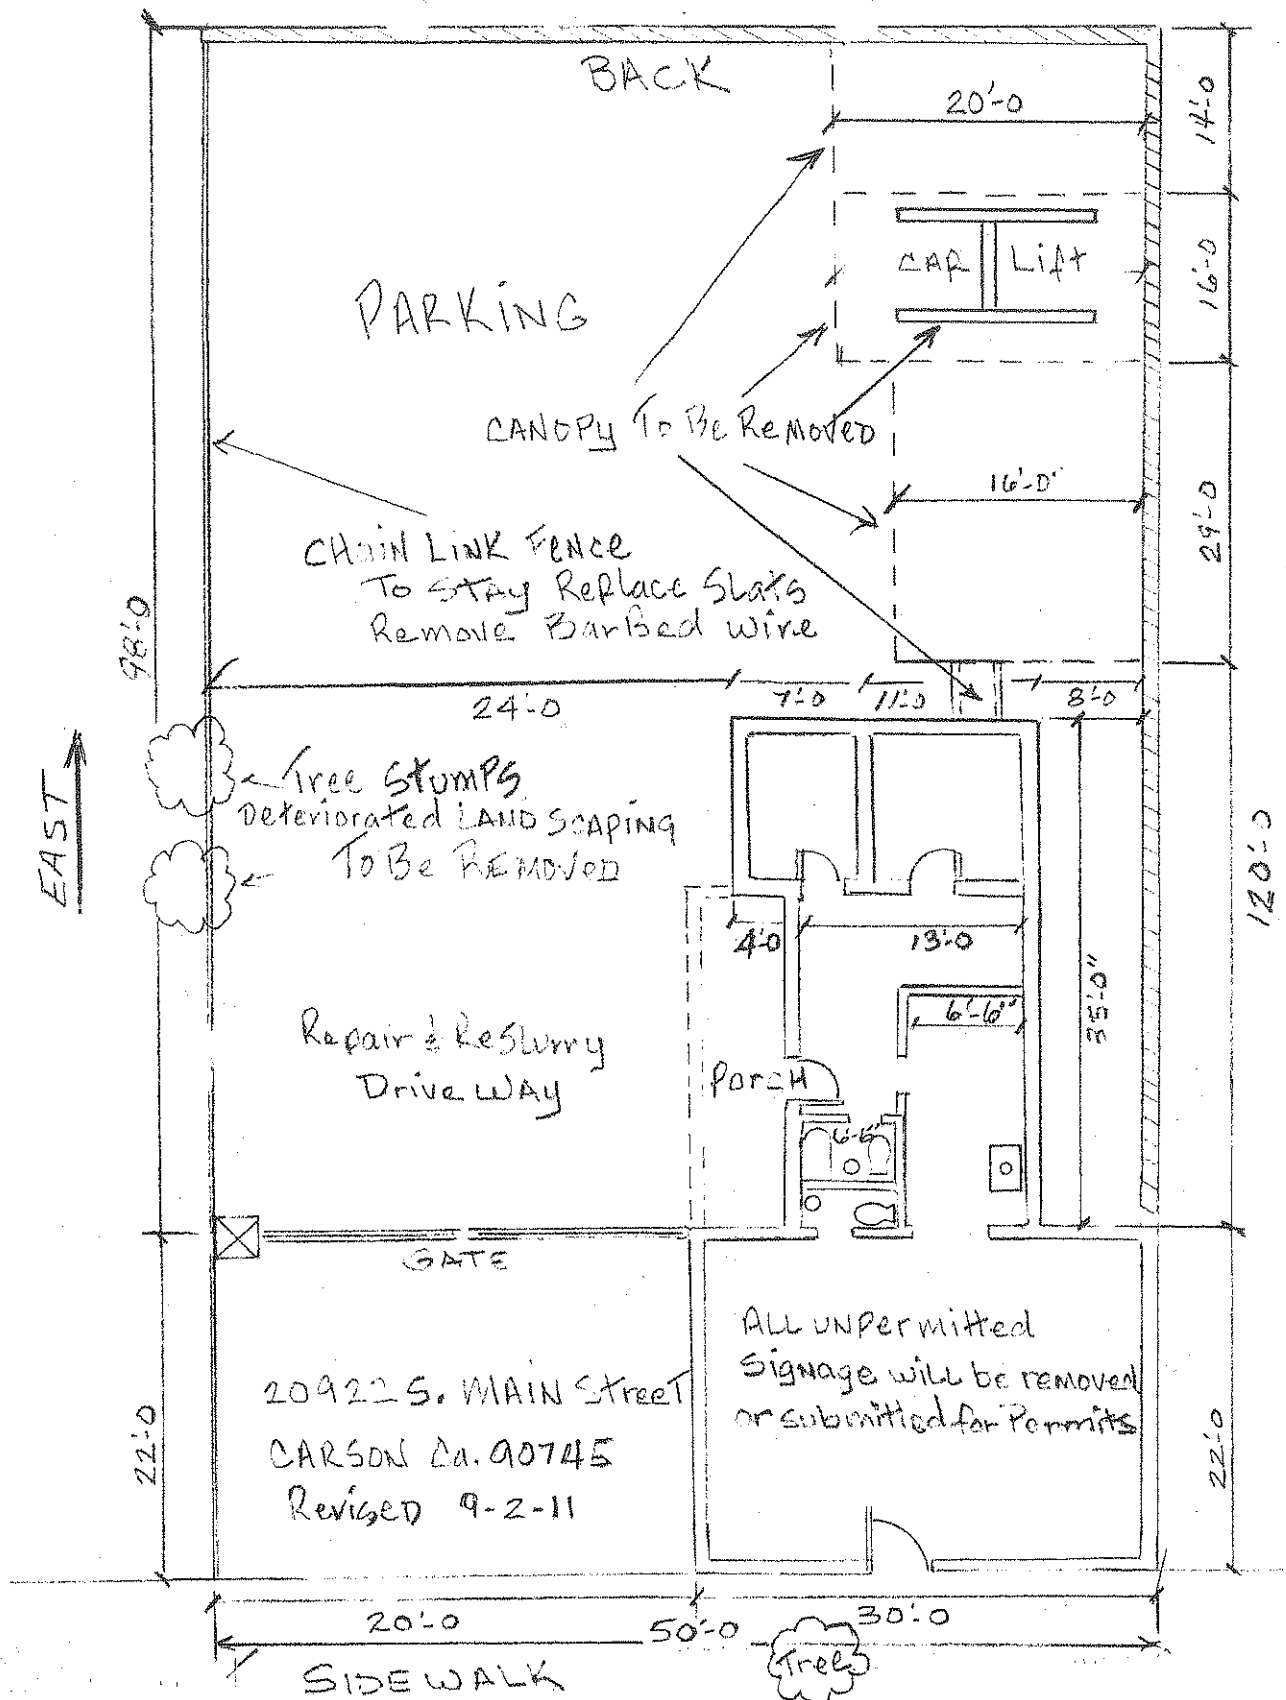 BACK
20'-0
14'-0
CAR Lift
16'-0
PARKING
CANOPY To Be Removed
16'-0"
29'-0
CHAIN LINK FENCE
To STAY Replace Slats
Remove BarBed wire
98'-0
24'-0
7'-0
11'-0
8'-0
EAST
Tree STUMPS
Deteriorated LANDSCAPING
To Be REMOVED
120'-0
4'-0
13'-0
6'-6"
35'-0"
Repair & ReSlurry
Drive WAY
PORCH
6'-6"
GATE
ALL UNPermitted
Signage will be removed
or submitted for Permits
20922 S. MAIN StreeT
CARSON Ca. 90745
Revised 9-2-11
22'-0
22'-0
20'-0
50'-0
30'-0
SIDEWALK
Tree